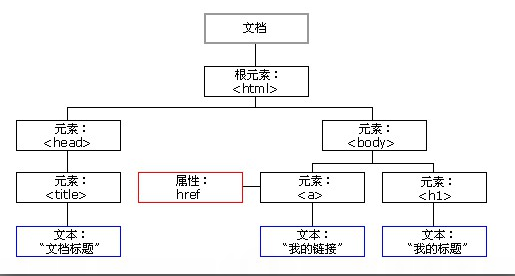 文档
根元素：
<html>
元素：
<head>
元素：
<body>
元素：
<title>
属性：
href
元素：
<a>
元素：
<h1>
文本：
“文档标题”
文本：
“我的链接”
文本：
“我的标题”